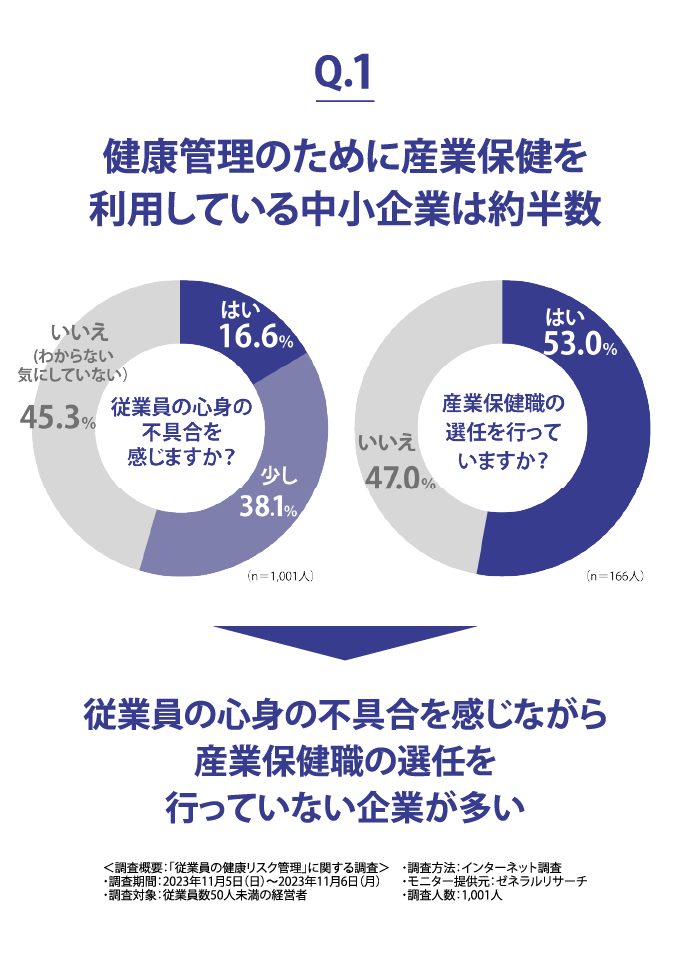 Q.1
健康管理のために産業保健を
利用している中小企業は約半数
はい
16.6%
いいえ
(わからない
気にしていない)
45.3%
従業員の心身の
不具合を
感じますか?
少し
38.1%
(n=1,001人)
はい
53.0%
産業保健職の
選任を行って
いますか?
いいえ
47.0%
(n=166人)
従業員の心身の不具合を感じながら
産業保健職の選任を
行っていない企業が多い
<調査概要:「従業員の健康リスク管理」に関する調査>
・調査期間:2023年11月5日(日)〜2023年11月6日(月)
・調査対象:従業員数50人未満の経営者
・調査方法:インターネット調査
・モニター提供元:ゼネラルリサーチ
・調査人数:1,001人